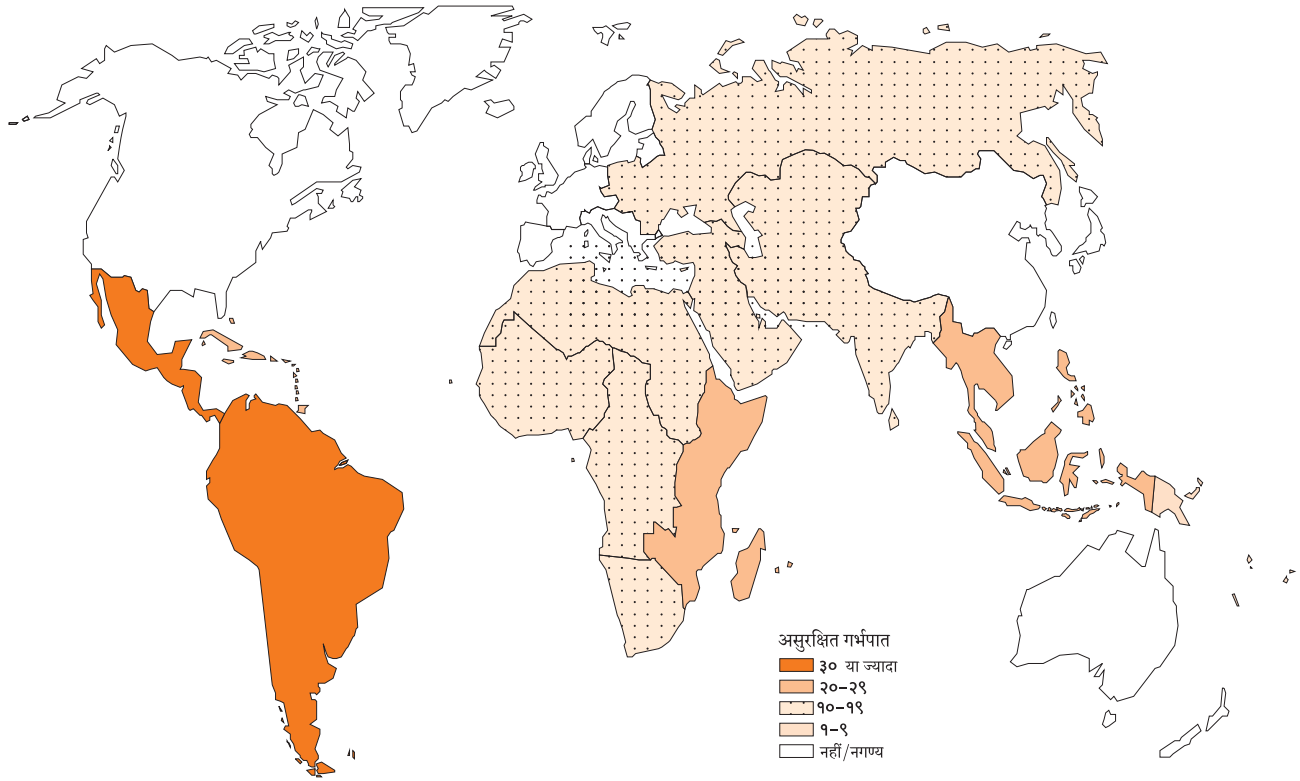 असुरक्षित गर्भपात
३० या ज्यादा
२०–२९
१०–१९
१–९
नहीं/नगण्य